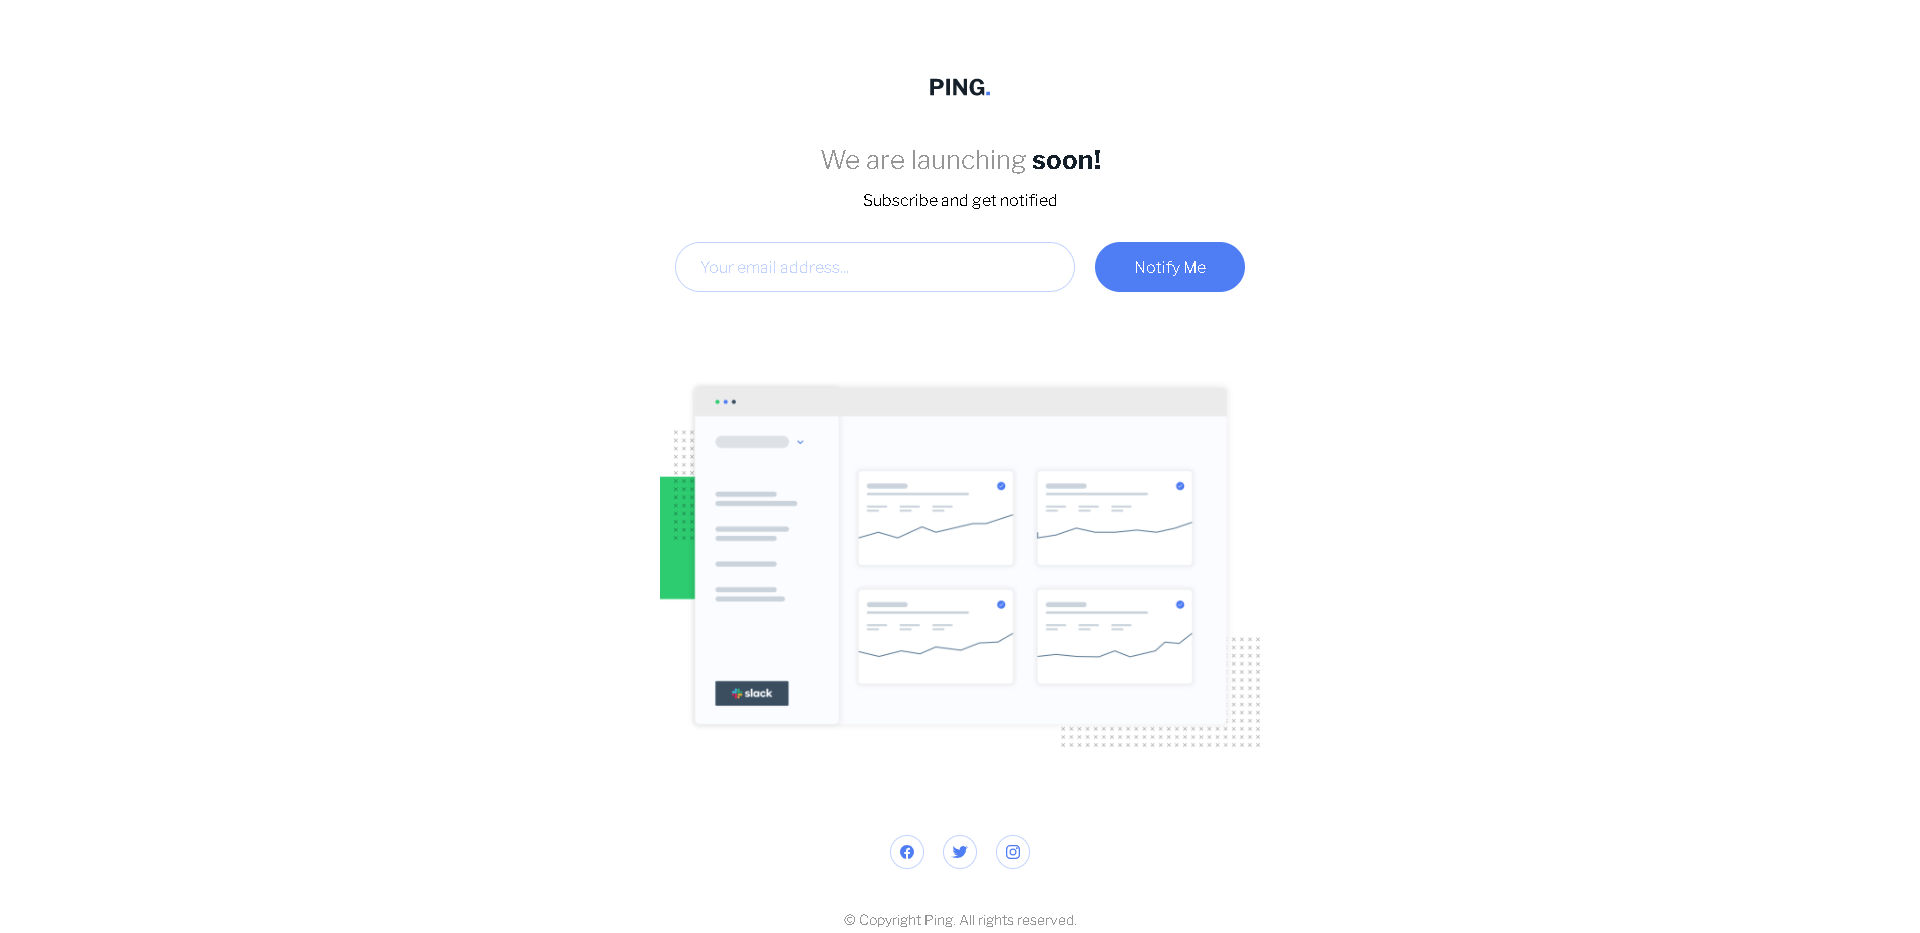 PING.
We are launching soon!
Subscribe and get notified
Your email address...
Notify Me
slack
© Copyright Ping. All rights reserved.